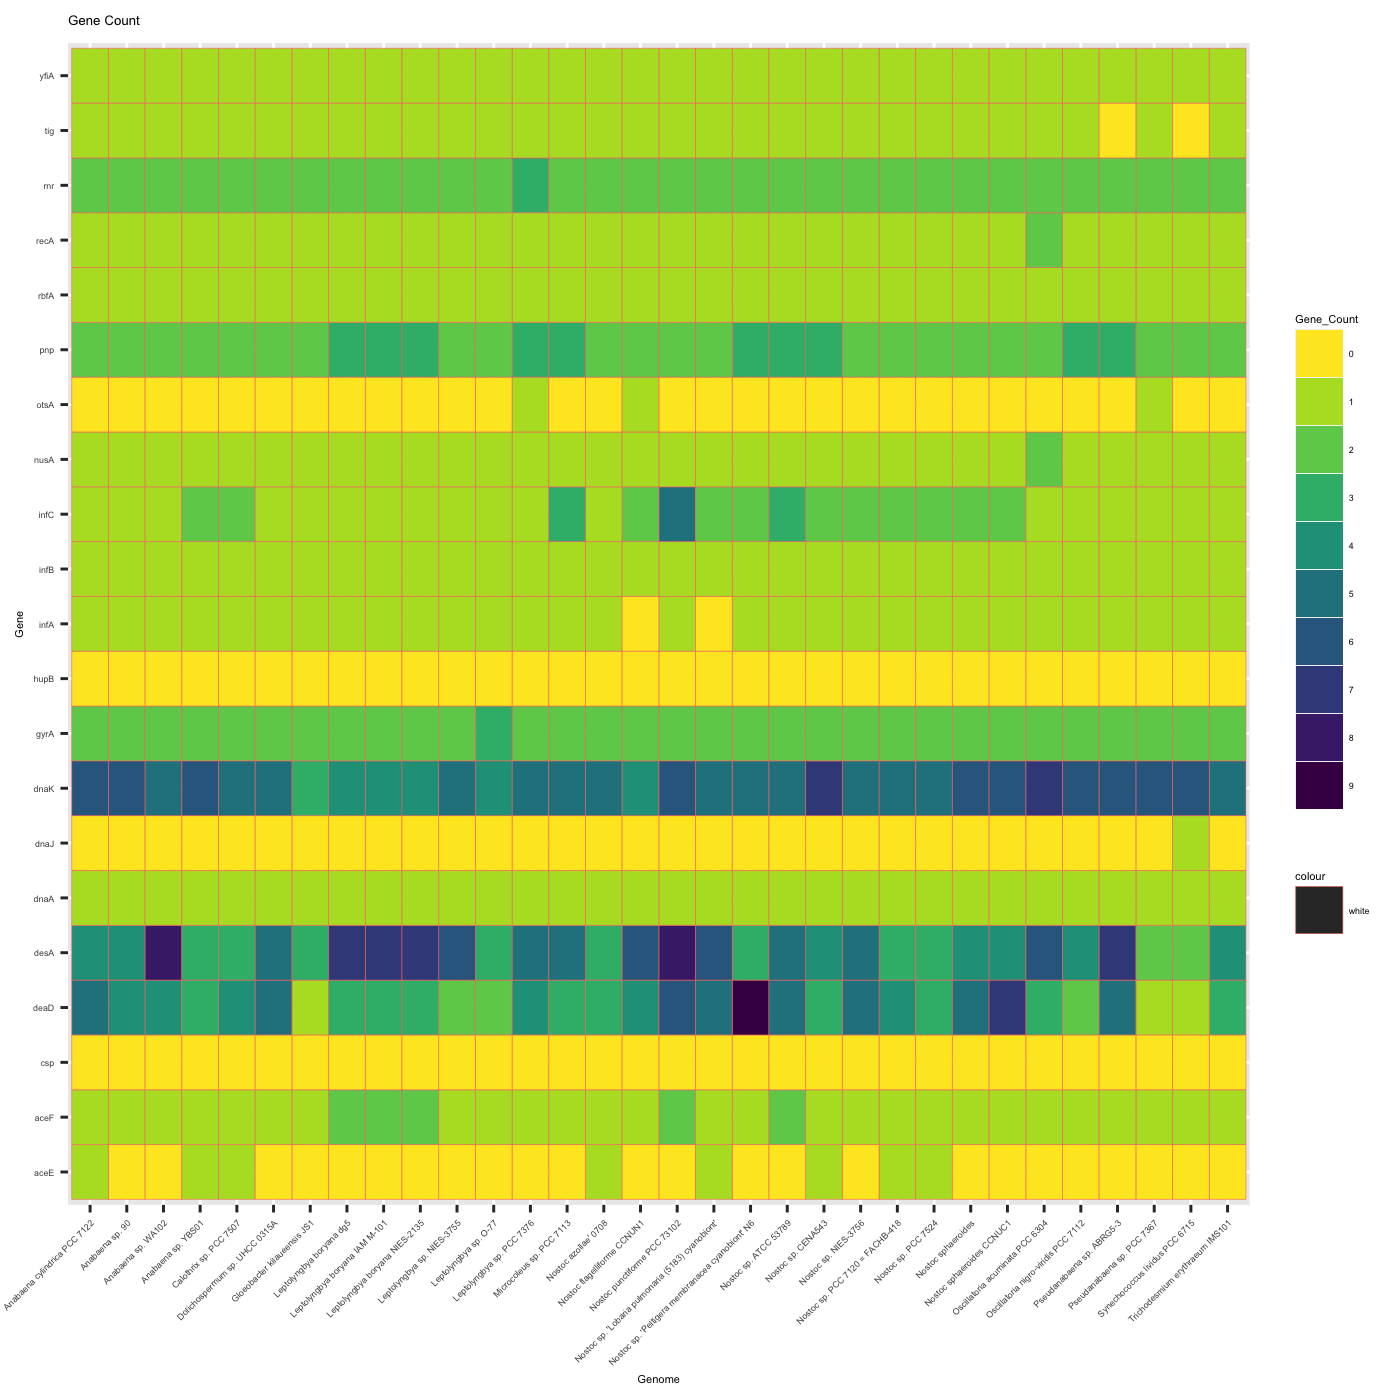 Gene Count
yfiA
tig
rnr
recA
rbfA
pnp
otsA
nusA
infC
infB
infA
hupB
gyrA
dnaK
dnaJ
dnaA
desA
deaD
csp
aceF
aceE
Gene
Anabaena cylindrica PCC 7122
Anabaena sp. 90
Anabaena sp. WA102
Anabaena sp. YBS01
Calothrix sp. PCC 7507
Dolichospermum sp. UHCC 0315A
Gloeobacter kilaueensis JS1
Leptolyngbya boryana dg5
Leptolyngbya boryana IAM M-101
Leptolyngbya boryana NIES-2135
Leptolyngbya sp. NIES-3755
Leptolyngbya sp. O-77
Leptolyngbya sp. PCC 7376
Microcoleus sp. PCC 7113
Nostoc azollae' 0708
Nostoc flagelliforme CCNUN1
Nostoc punctiforme PCC 73102
Nostoc sp. 'Lobaria pulmonaria (5183) cyanobiont'
Nostoc sp. 'Peltigera membranacea cyanobiont' N6
Nostoc sp. ATCC 53789
Nostoc sp. CENA543
Nostoc sp. NIES-3756
Nostoc sp. PCC 7120 = FACHB-418
Nostoc sp. PCC 7524
Nostoc sphaeroides
Nostoc sphaeroides CCNUC1
Oscillatoria acuminata PCC 6304
Oscillatoria nigro-viridis PCC 7112
Pseudanabaena sp. ABRG5-3
Pseudanabaena sp. PCC 7367
Synechococcus lividus PCC 6715
Trichodesmium erythraeum IMS101
Genome
Gene_Count
0
1
2
3
4
5
6
7
8
9
colour
white